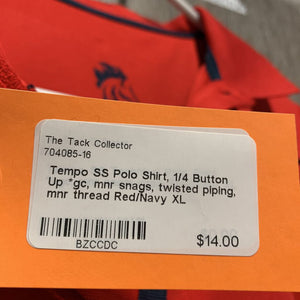 The Tack Collector
704085-16
Tempo SS Polo Shirt, 1/4 Button
Up *gc, mnr snags, twisted piping,
mnr thread Red/Navy XL
BZCCDC
$14.00